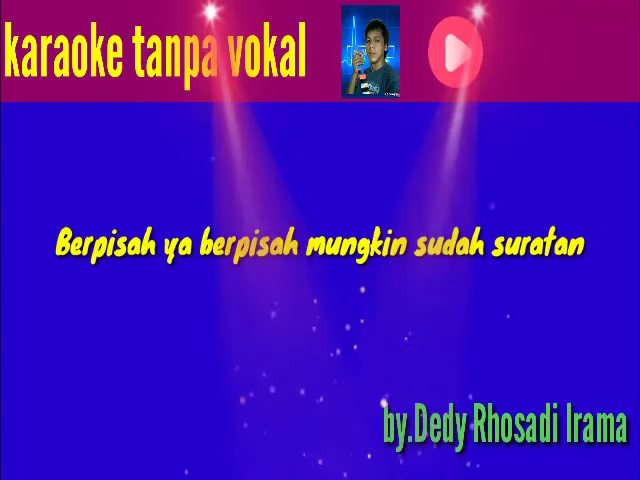 karaoke tanpa vokal
Berpisah ya berpisah mungkin sudah suratan
by.Dedy Rhosadi Irama